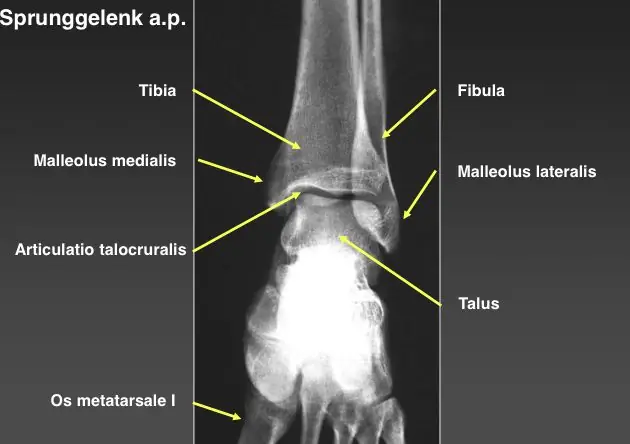 Sprunggelenk a.p.
Tibia
Fibula
Malleolus medialis
Malleolus lateralis
Articulatio talocruralis
Talus
Os metatarsale I